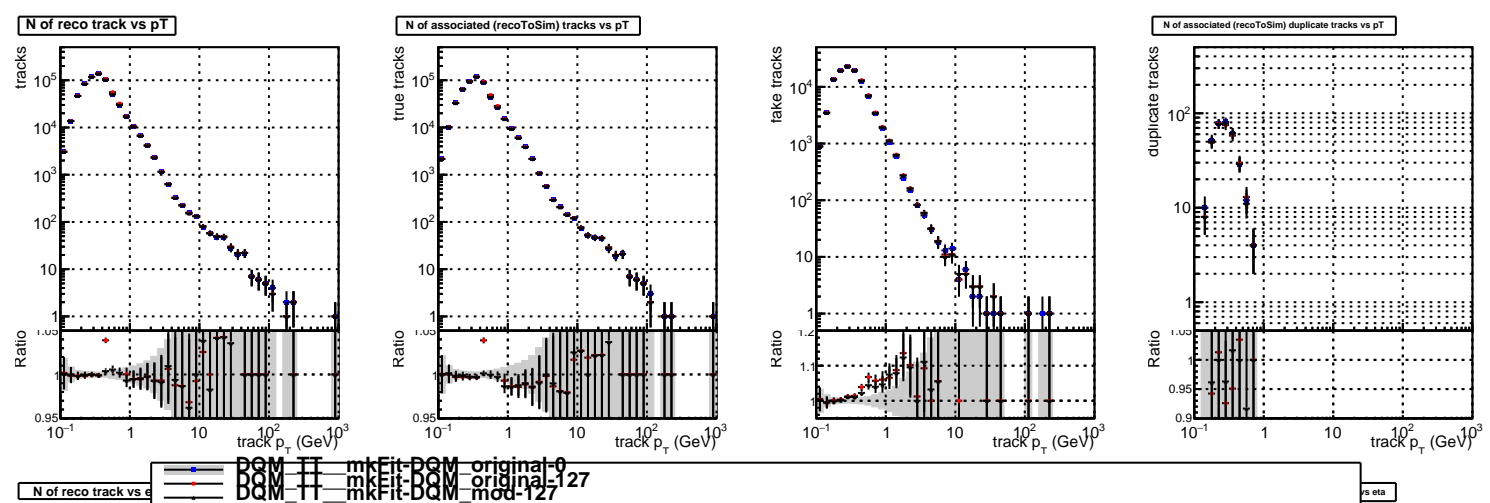 N of reco track vs pT
N of associated (recoToSim) tracks vs pT
N of associated (recoToSim) duplicate tracks vs pT
tracks
10^5
10^4
10^3
10^2
10
1
Ratio
1.05
1
0.95
10^-1 1 10 10^2 10^3
track p_T (GeV)
true tracks
10^5
10^4
10^3
10^2
10
1
Ratio
1.05
1
0.95
10^-1 1 10 10^2 10^3
track p_T (GeV)
fake tracks
10^4
10^3
10^2
10
1
Ratio
1.2
1.1
10^-1 1 10 10^2 10^3
track p_T (GeV)
duplicate tracks
10^2
10
1
Ratio
1.05
1
0.95
0.9
10^-1 1 10 10^2 10^3
track p_T (GeV)
DQM_TT__mkFit-DQM_original-0
DQM_TT__mkFit-DQM_original-127
DQM_TT__mkFit-DQM_mod-127
N of reco track vs e
vs eta